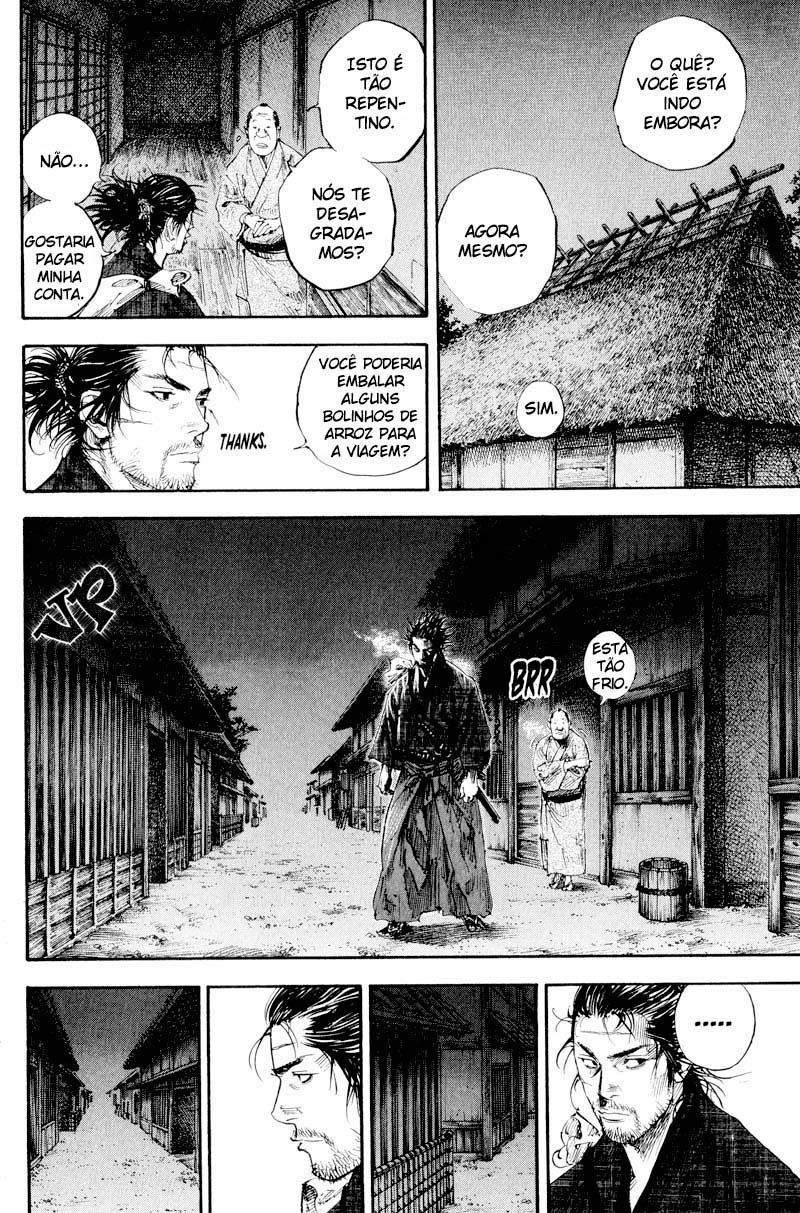 O QUÊ?
VOCÊ ESTÁ
INDO
EMBORA?
AGORA
MESMO?
SIM.
ISTO É
TÃO
REPEN-
TINO.
NÓS TE
DESA-
GRADA-
MOS?
NÃO...
GOSTARIA
PAGAR
MINHA
CONTA.
VOCÊ PODERIA
EMBALAR
ALGUNS
BOLINHOS DE
ARROZ PARA
A VIAGEM?
THANKS.
ESTÁ
TÃO
FRIO.
BRR
VP
.....